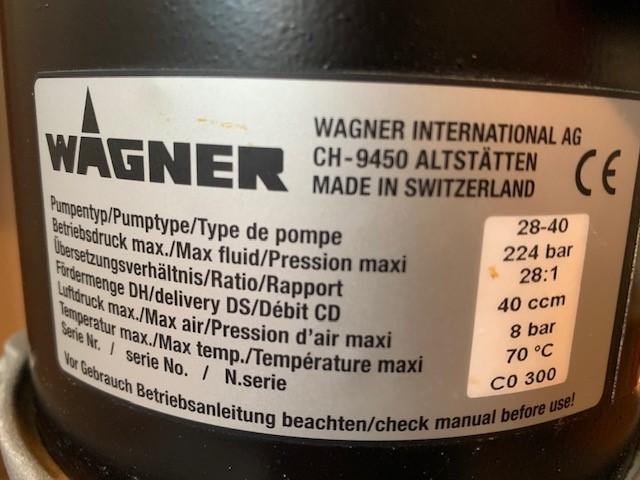 WAGNER
WAGNER INTERNATIONAL AG
CH-9450 ALTSTÄTTEN
MADE IN SWITZERLAND
CE
Pumpentyp/Pumptype/Type de pompe 28-40
Betriebsdruck max./Max fluid/Pression maxi 224 bar
Übersetzungsverhältnis/Ratio/Rapport 28:1
Fördermenge DH/delivery DS/Débit CD 40 ccm
Luftdruck max./Max air/Pression d'air maxi 8 bar
Temperatur max./Max temp./Température maxi 70 °C
Serie Nr. / serie No. / N.serie C0 300
Vor Gebrauch Betriebsanleitung beachten/check manual before use!